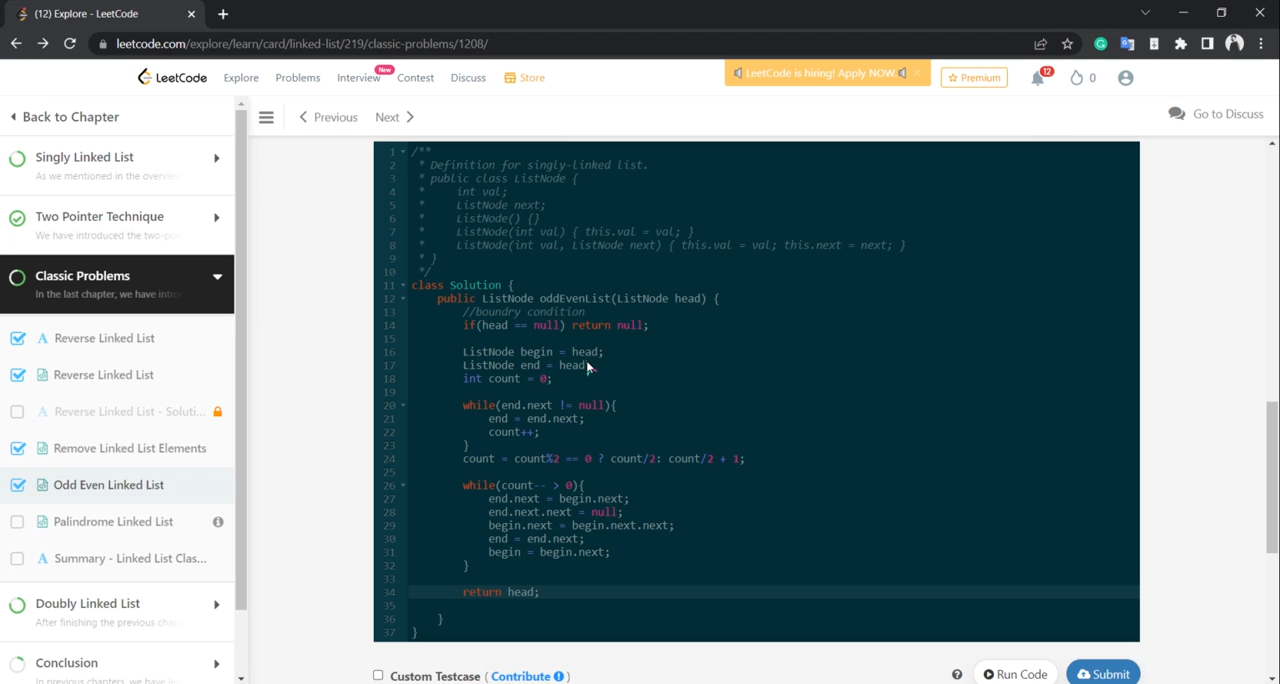 (12) Explore - LeetCode
leetcode.com/explore/learn/card/linked-list/219/classic-problems/1208/
LeetCode Explore Problems Interview New Contest Discuss Store LeetCode is hiring! Apply NOW. Premium 12 0
Back to Chapter
Previous Next Go to Discuss
Singly Linked List
As we mentioned in the
Two Pointer Technique
We have introduced the
Classic Problems
In the last chapter, we have
Reverse Linked List
Reverse Linked List
Reverse Linked List - Soluti...
Remove Linked List Elements
Odd Even Linked List
Palindrome Linked List
Summary - Linked List Clas...
Doubly Linked List
After finishing the previous
Conclusion
In previous chapters, we have
1 /**
2 * Definition for singly-linked list.
3 * public class ListNode {
4 * int val;
5 * ListNode next;
6 * ListNode() {}
7 * ListNode(int val) { this.val = val; }
8 * ListNode(int val, ListNode next) { this.val = val; this.next = next; }
9 * }
10 */
11 class Solution {
12 public ListNode oddEvenList(ListNode head) {
13 //boundry condition
14 if(head == null) return null;
15
16 ListNode begin = head;
17 ListNode end = head;
18 int count = 0;
19
20 while(end.next != null){
21 end = end.next;
22 count++;
23 }
24 count = count%2 == 0 ? count/2: count/2 + 1;
25
26 while(count-- > 0){
27 end.next = begin.next;
28 end.next.next = null;
29 begin.next = begin.next.next;
30 end = end.next;
31 begin = begin.next;
32 }
33
34 return head;
35
36 }
37 }
Custom Testcase ( Contribute )
Run Code Submit